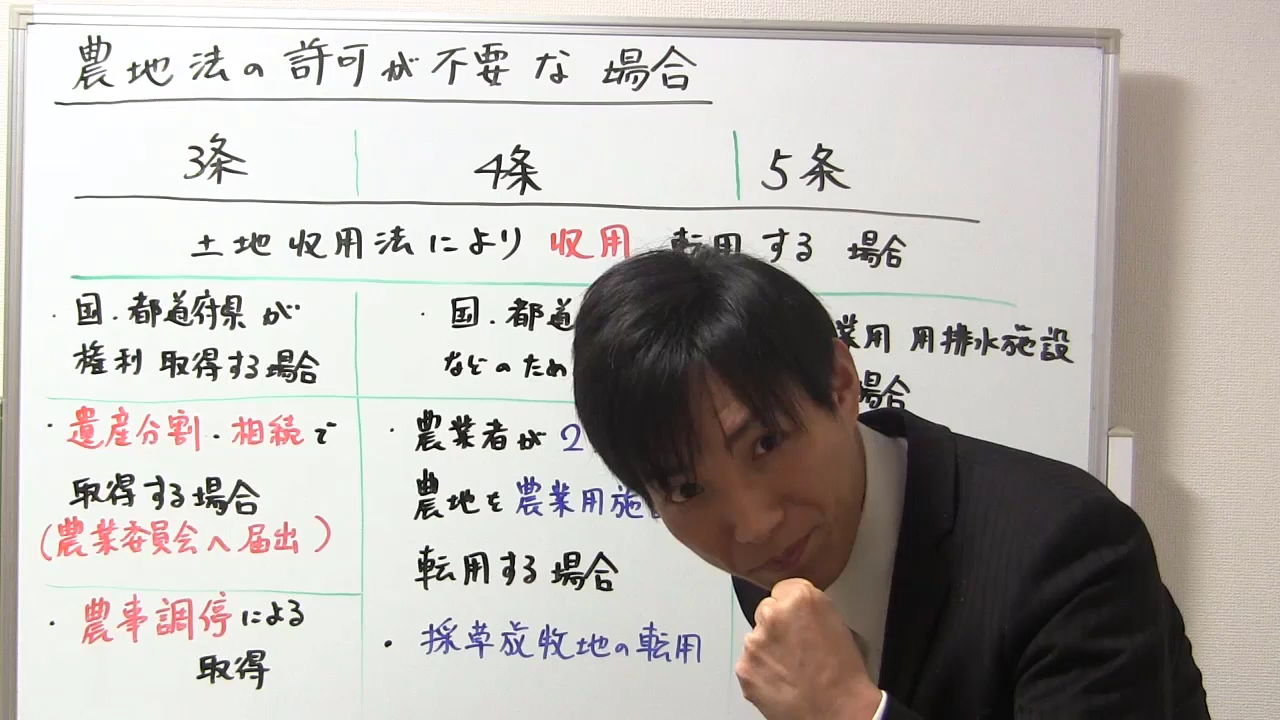 農地法の許可が不要な場合
3条 4条 5条
土地収用法により収用 転用する場合
・国・都道府県が
権利取得する場合
・遺産分割・相続で
取得する場合
(農業委員会へ届出)
・農事調停による
取得
・国・都道
などのため
・農業者が2
農地を農業用施
転用する場合
・採草放牧地の転用
業用用排水施設
場合